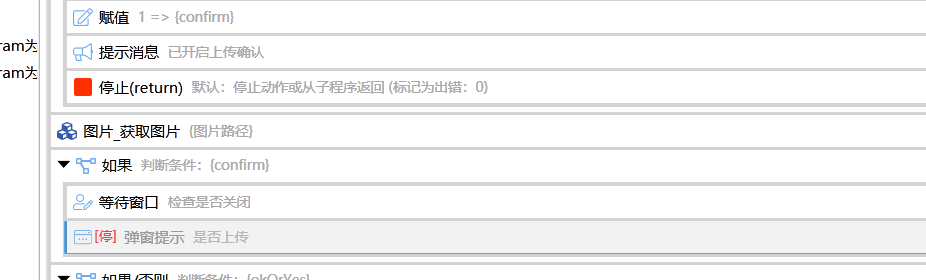 赋值 1 => {confirm}
ram为
提示消息 已开启上传确认
ram为
停止(return) 默认：停止动作或从子程序返回 (标记为出错：0)
图片_获取图片 {图片路径}
如果 判断条件：{confirm}
等待窗口 检查是否关闭
[停] 弹窗提示 是否上传
如果/否则 判断条件：{okOrYes}